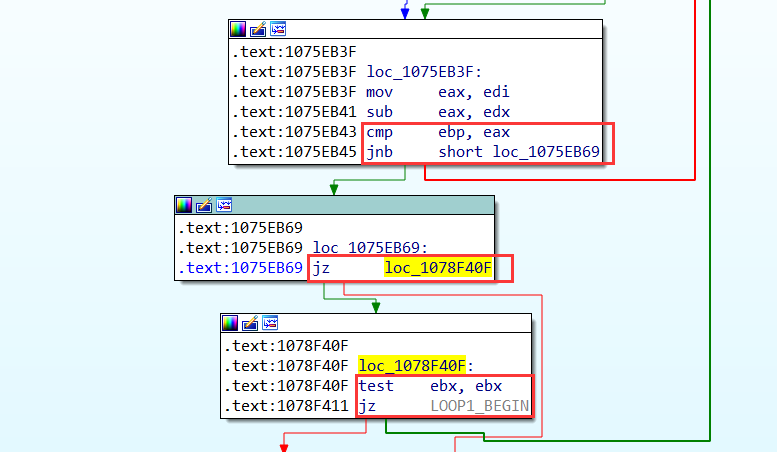 .text:1075EB3F
.text:1075EB3F loc_1075EB3F:
.text:1075EB3F mov     eax, edi
.text:1075EB41 sub     eax, edx
.text:1075EB43 cmp     ebp, eax
.text:1075EB45 jnb     short loc_1075EB69
.text:1075EB69
.text:1075EB69 loc_1075EB69:
.text:1075EB69 jz      loc_1078F40F
.text:1078F40F
.text:1078F40F loc_1078F40F:
.text:1078F40F test    ebx, ebx
.text:1078F411 jz      LOOP1_BEGIN